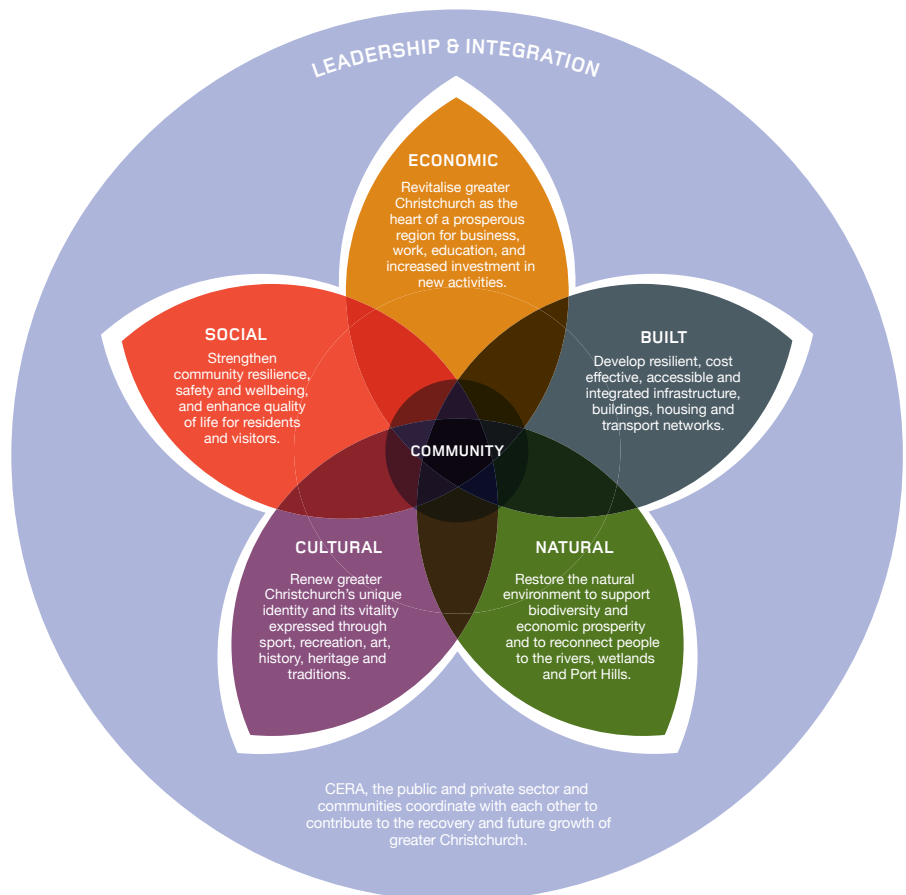 LEADERSHIP & INTEGRATION
ECONOMIC
Revitalise greater
Christchurch as the
heart of a prosperous
region for business,
work, education, and
increased investment in
new activities.
SOCIAL
Strengthen
community resilience,
safety and wellbeing,
and enhance quality
of life for residents
and visitors.
BUILT
Develop resilient, cost
effective, accessible and
integrated infrastructure,
buildings, housing and
transport networks.
COMMUNITY
CULTURAL
Renew greater
Christchurch’s unique
identity and its vitality
expressed through
sport, recreation, art,
history, heritage and
traditions.
NATURAL
Restore the natural
environment to support
biodiversity and
economic prosperity
and to reconnect people
to the rivers, wetlands
and Port Hills.
CERA, the public and private sector and
communities coordinate with each other to
contribute to the recovery and future growth of
greater Christchurch.